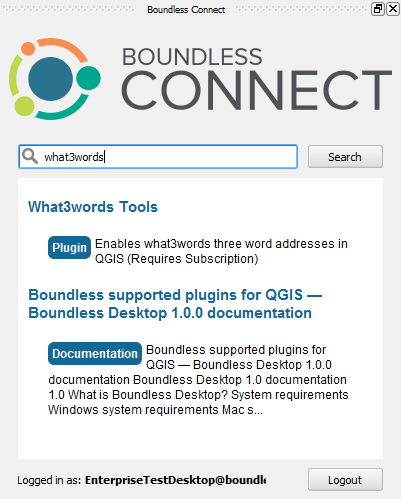 Boundless Connect
BOUNDLESS
CONNECT
what3words
Search
What3words Tools
Plugin Enables what3words three word addresses in
QGIS (Requires Subscription)
Boundless supported plugins for QGIS —
Boundless Desktop 1.0.0 documentation
Documentation Boundless supported plugins for
QGIS — Boundless Desktop 1.0.0
documentation Boundless Desktop 1.0 documentation
1.0 What is Boundless Desktop? System requirements
Windows system requirements Mac s...
Logged in as: EnterpriseTestDesktop@boundle
Logout